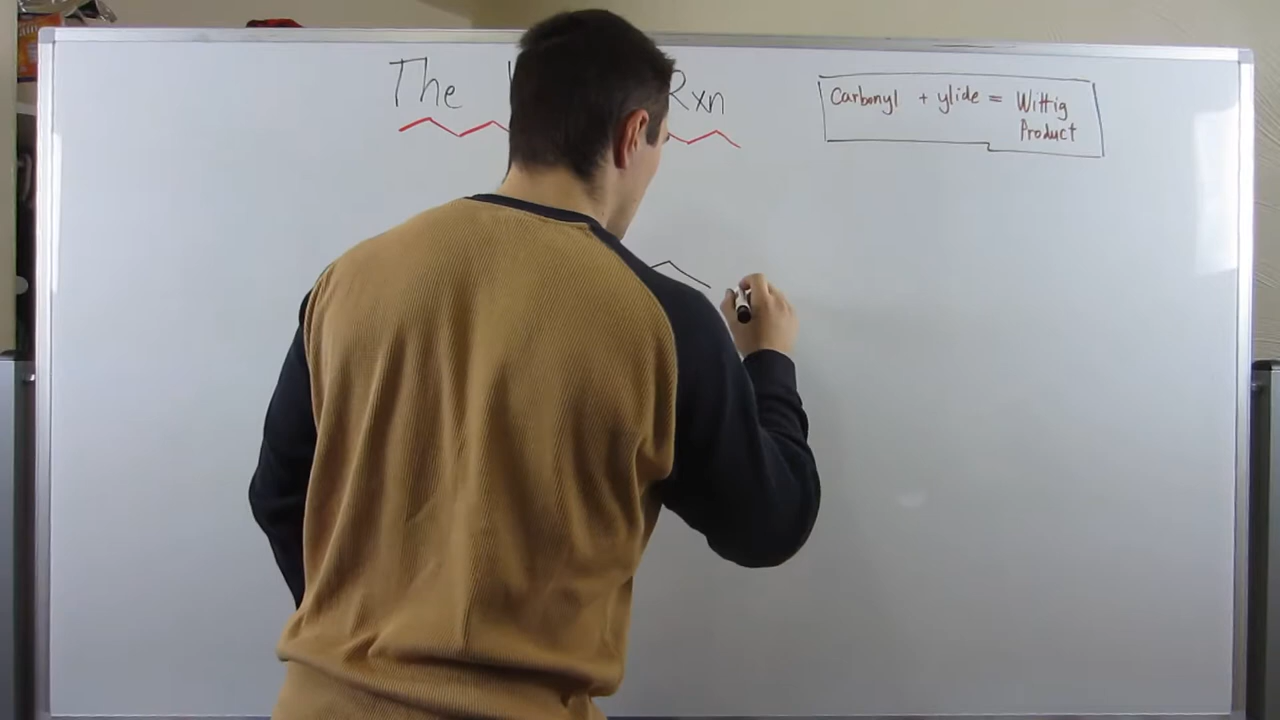 The Rxn
Carbonyl + ylide = Wittig
Product